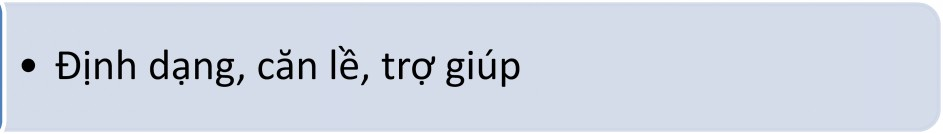 • Định dạng, căn lề, trợ giúp